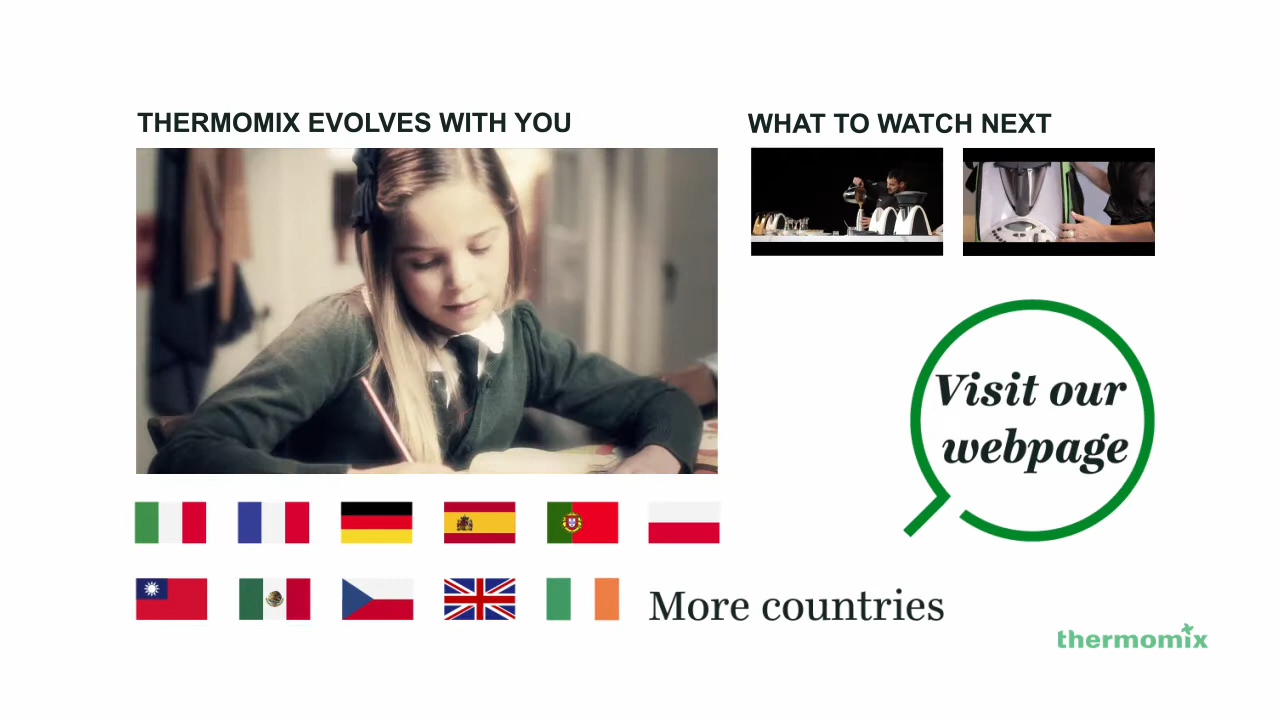 THERMOMIX EVOLVES WITH YOU
WHAT TO WATCH NEXT
Visit our
webpage
More countries
thermomix